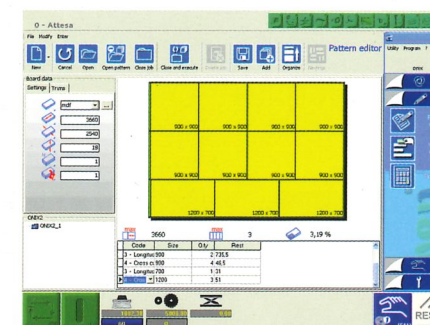 0 - Attesa
File Modify Enter
New Cancel Open Open pattern Close job Close and execute Save Add Organize
Pattern editor
Utility Program ?
Board data
Settings Trims
mdf
...
3660
2540
18
1
1
900 x 900 900 x 900 900 x 900 900 x 900
900 x 900 900 x 900 900 x 900 900 x 900
1200 x 700 1200 x 700 1200 x 700
ONIX2
ONIX2_1
3660 3 3,19 %
Code Size Q.ty Rest
3 - Longitud 900 2 735,5
4 - Cross cu 900 4 46,5
3 - Longitud 700 1 31
1200 3 51